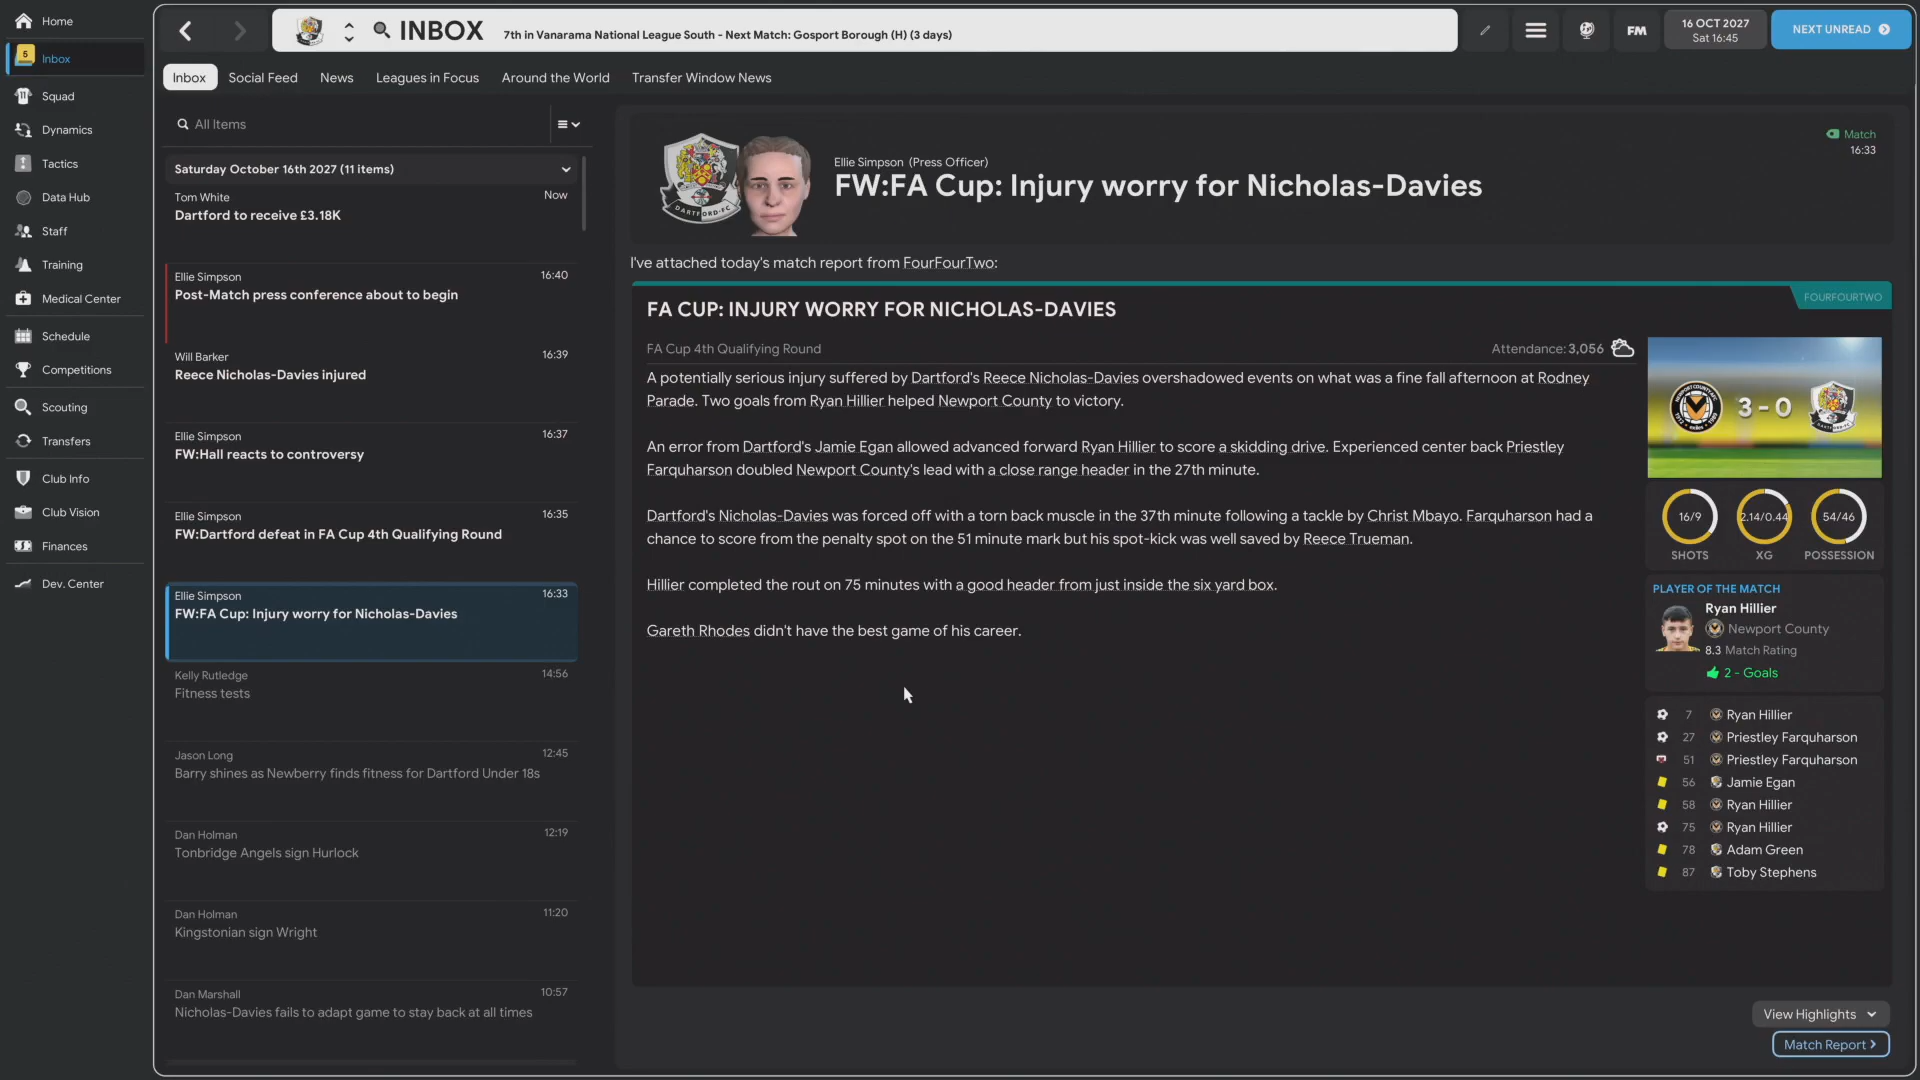 Home
5
Inbox
Squad
Dynamics
Tactics
Data Hub
Staff
Training
Medical Center
Schedule
Competitions
Scouting
Transfers
Club Info
Club Vision
Finances
Dev. Center
INBOX
7th in Vanarama National League South - Next Match: Gosport Borough (H) (3 days)
FM
16 OCT 2027
Sat 16:45
NEXT UNREAD
Inbox
Social Feed
News
Leagues in Focus
Around the World
Transfer Window News
All Items
Saturday October 16th 2027 (11 items)
Tom White
Now
Dartford to receive £3.18K
Ellie Simpson
16:40
Post-Match press conference about to begin
Will Barker
16:39
Reece Nicholas-Davies injured
Ellie Simpson
16:37
FW:Hall reacts to controversy
Ellie Simpson
16:35
FW:Dartford defeat in FA Cup 4th Qualifying Round
Ellie Simpson
16:33
FW:FA Cup: Injury worry for Nicholas-Davies
Kelly Rutledge
14:56
Fitness tests
Jason Long
12:45
Barry shines as Newberry finds fitness for Dartford Under 18s
Dan Holman
12:19
Tonbridge Angels sign Hurlock
Dan Holman
11:20
Kingstonian sign Wright
Dan Marshall
10:57
Nicholas-Davies fails to adapt game to stay back at all times
DARTFORD FC
Ellie Simpson (Press Officer)
FW:FA Cup: Injury worry for Nicholas-Davies
Match
16:33
I've attached today's match report from FourFourTwo:
FOURFOURTWO
FA CUP: INJURY WORRY FOR NICHOLAS-DAVIES
FA Cup 4th Qualifying Round
Attendance: 3,056
A potentially serious injury suffered by Dartford's Reece Nicholas-Davies overshadowed events on what was a fine fall afternoon at Rodney
Parade. Two goals from Ryan Hillier helped Newport County to victory.
An error from Dartford's Jamie Egan allowed advanced forward Ryan Hillier to score a skidding drive. Experienced center back Priestley
Farquharson doubled Newport County's lead with a close range header in the 27th minute.
Dartford's Nicholas-Davies was forced off with a torn back muscle in the 37th minute following a tackle by Christ Mbayo. Farquharson had a
chance to score from the penalty spot on the 51 minute mark but his spot-kick was well saved by Reece Trueman.
Hillier completed the rout on 75 minutes with a good header from just inside the six yard box.
Gareth Rhodes didn't have the best game of his career.
3 - 0
16/9
2.14/0.44
54/46
SHOTS
XG
POSSESSION
PLAYER OF THE MATCH
Ryan Hillier
Newport County
8.3 Match Rating
2 - Goals
7 Ryan Hillier
27 Priestley Farquharson
51 Priestley Farquharson
56 Jamie Egan
58 Ryan Hillier
75 Ryan Hillier
78 Adam Green
87 Toby Stephens
View Highlights
Match Report